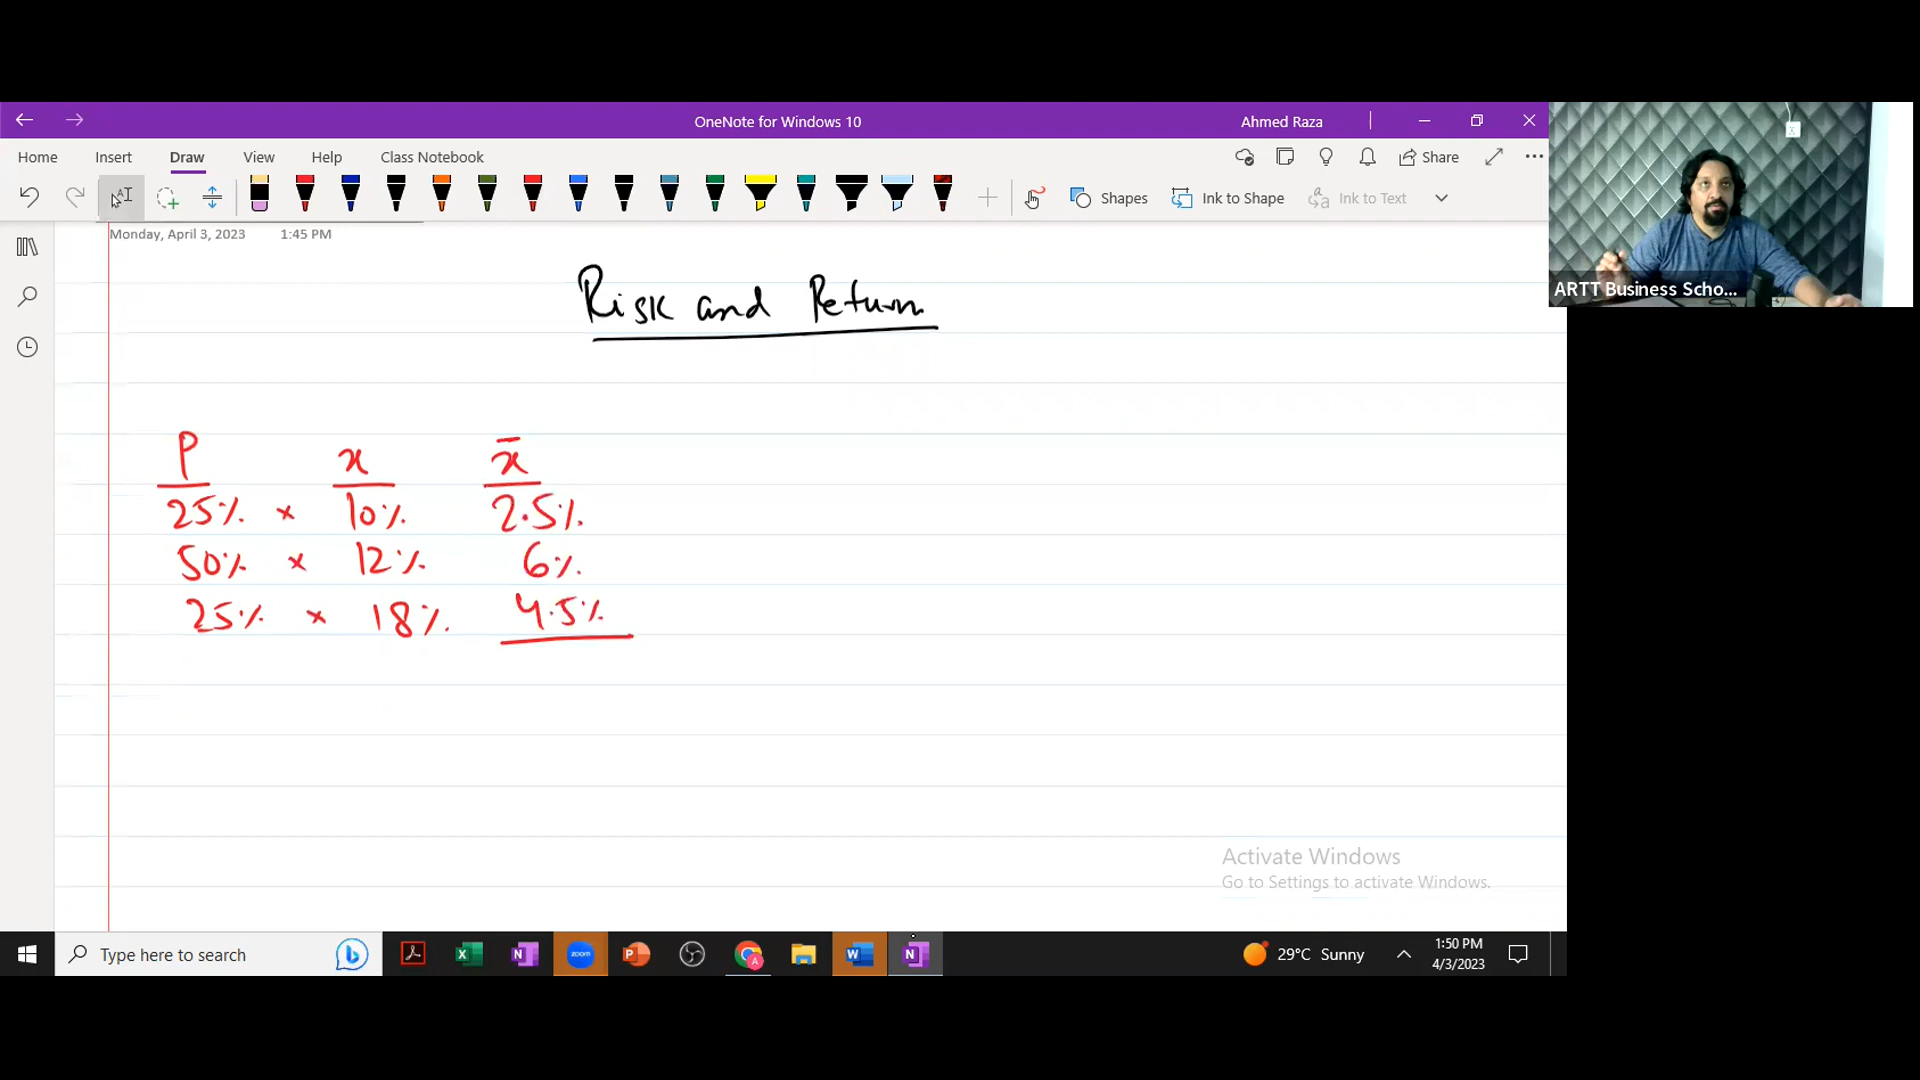 OneNote for Windows 10
Ahmed Raza
Home Insert Draw View Help Class Notebook
Share
Shapes Ink to Shape Ink to Text
Monday, April 3, 2023 1:45 PM
ARTT Business Scho...
Risk and Return
P x x̄
25% × 10% 2.5%
50% × 12% 6%
25% × 18% 4.5%
Activate Windows
Go to Settings to activate Windows.
Type here to search
zoom
29°C Sunny
1:50 PM
4/3/2023